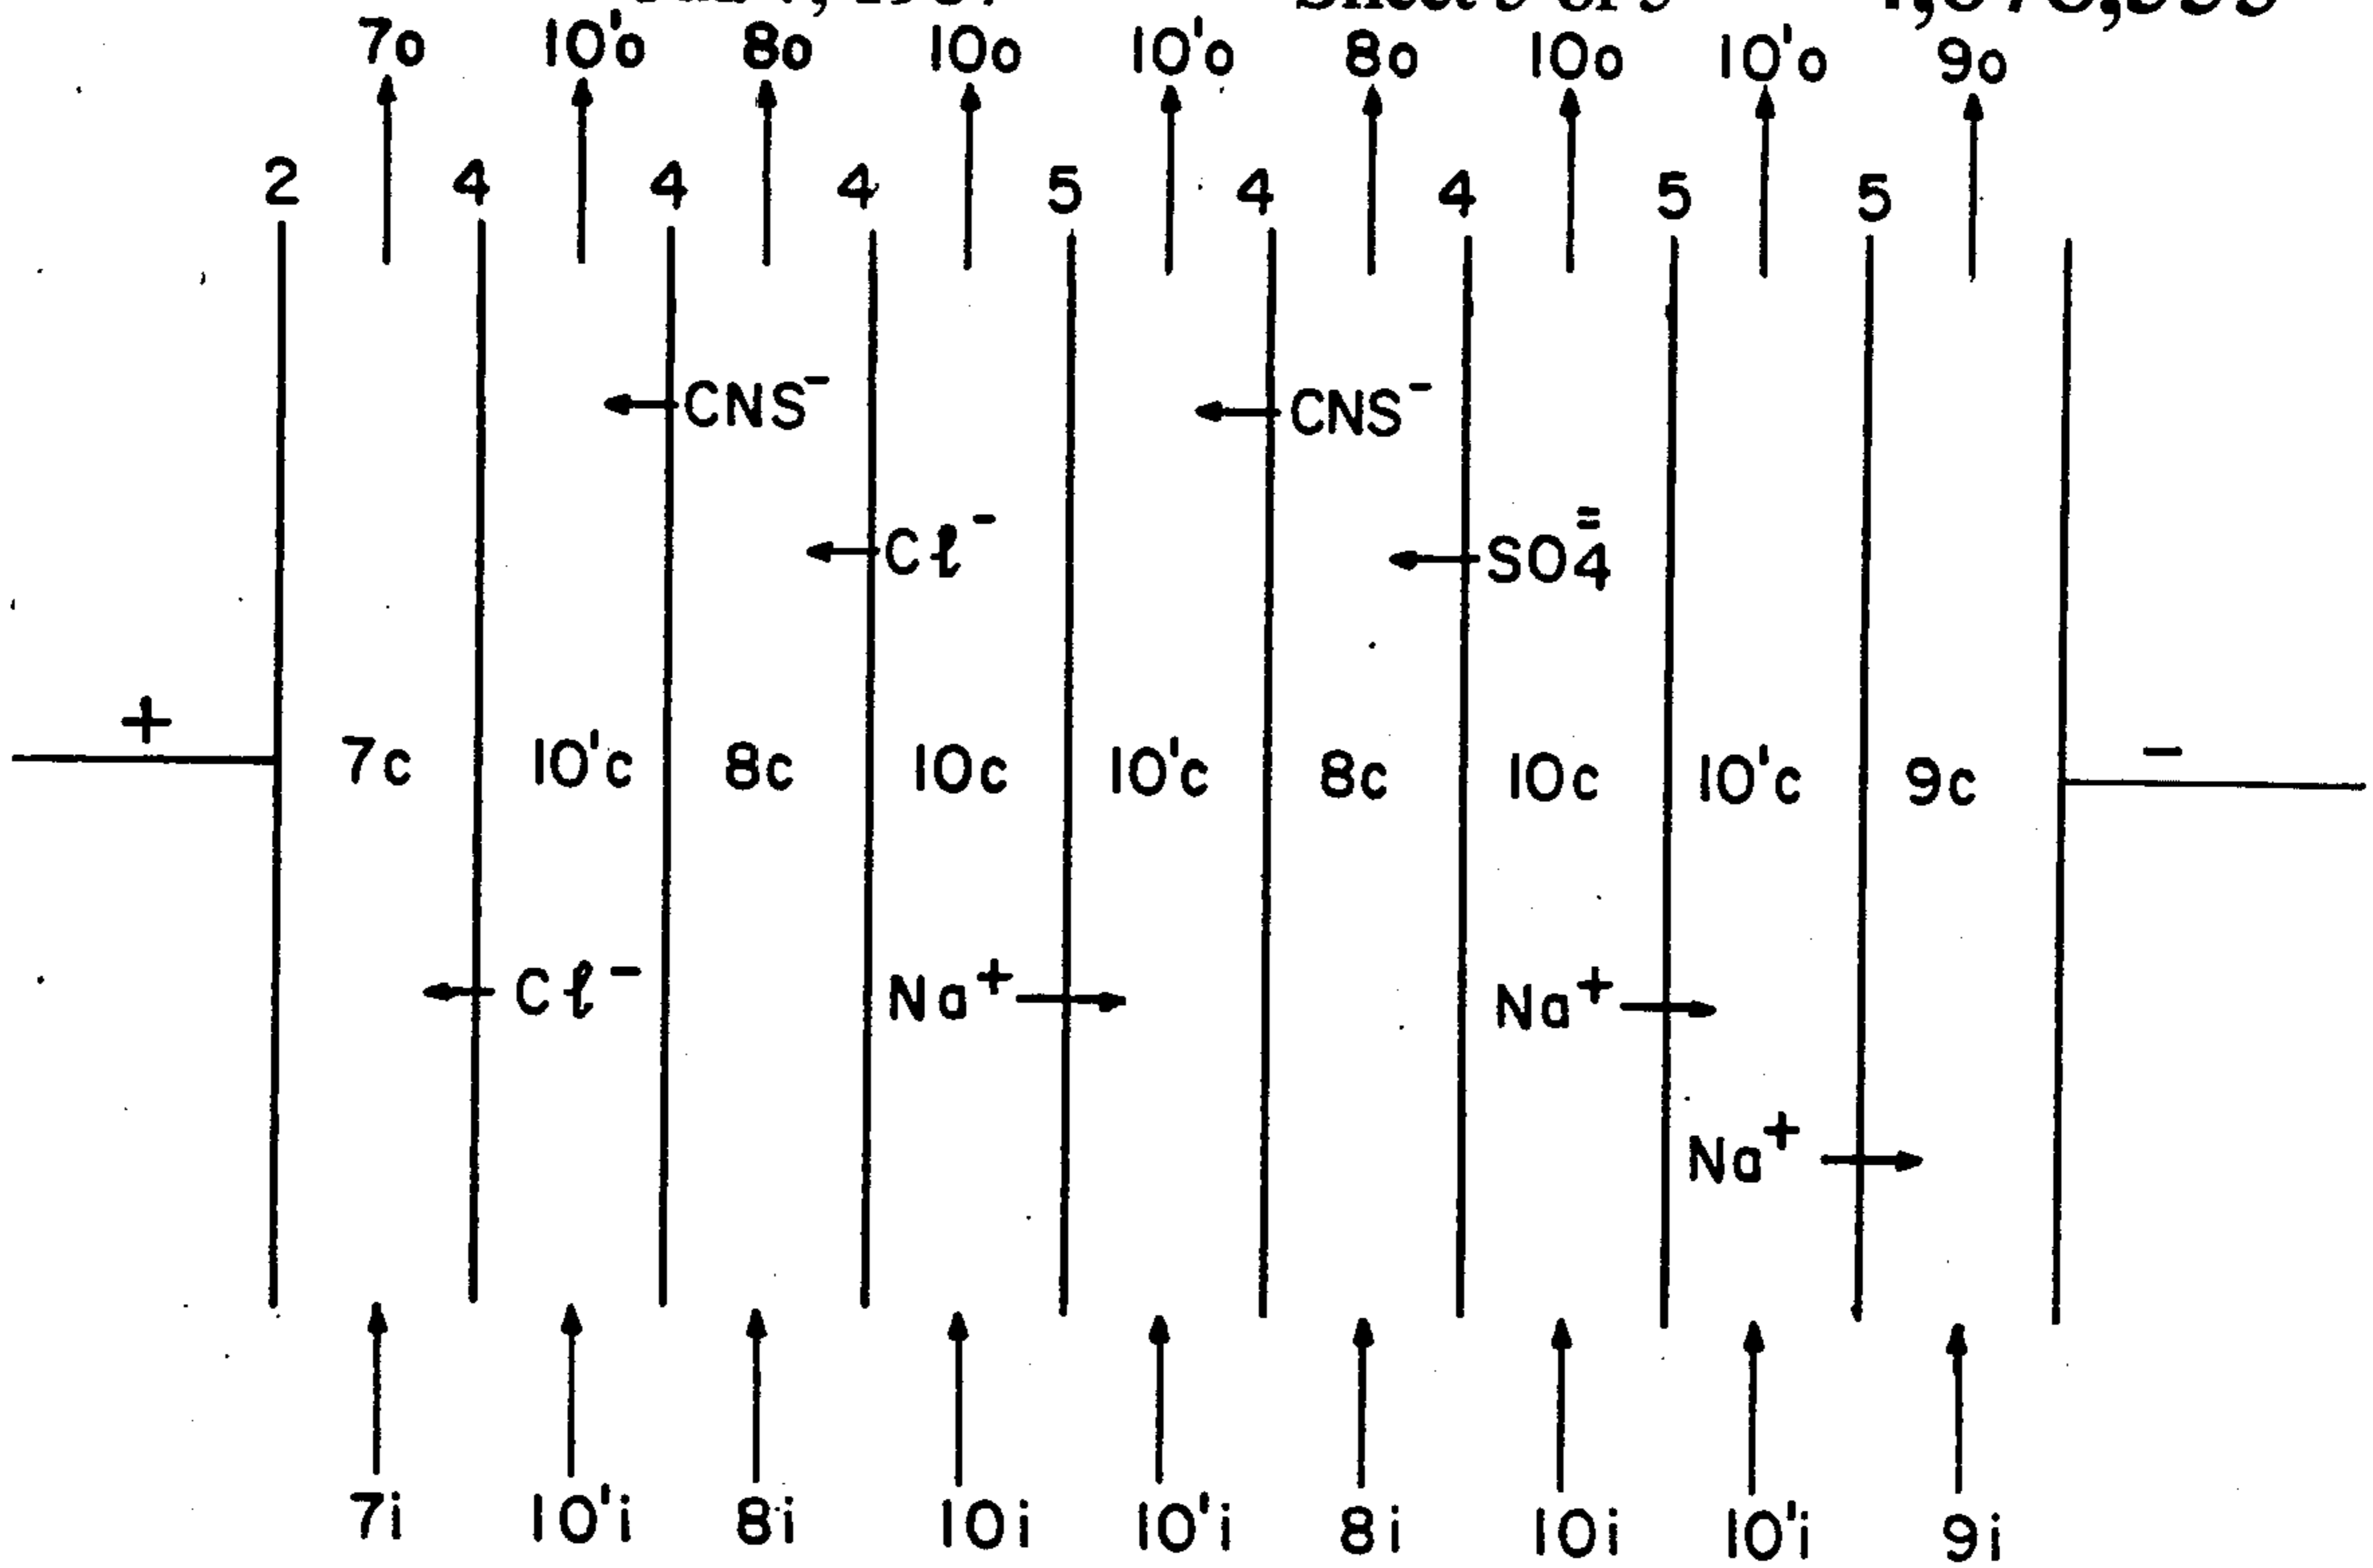 7o 10'o 8o 10o 10'o 8o 10o 10'o 9o
2 4 4 4 5 4 4 5 5
CNS⁻ CNS⁻
Cl⁻ SO₄⁼
+ −
7c 10'c 8c 10c 10'c 8c 10c 10'c 9c
Cl⁻ Na⁺ Na⁺
Na⁺
7i 10'i 8i 10i 10'i 8i 10i 10'i 9i